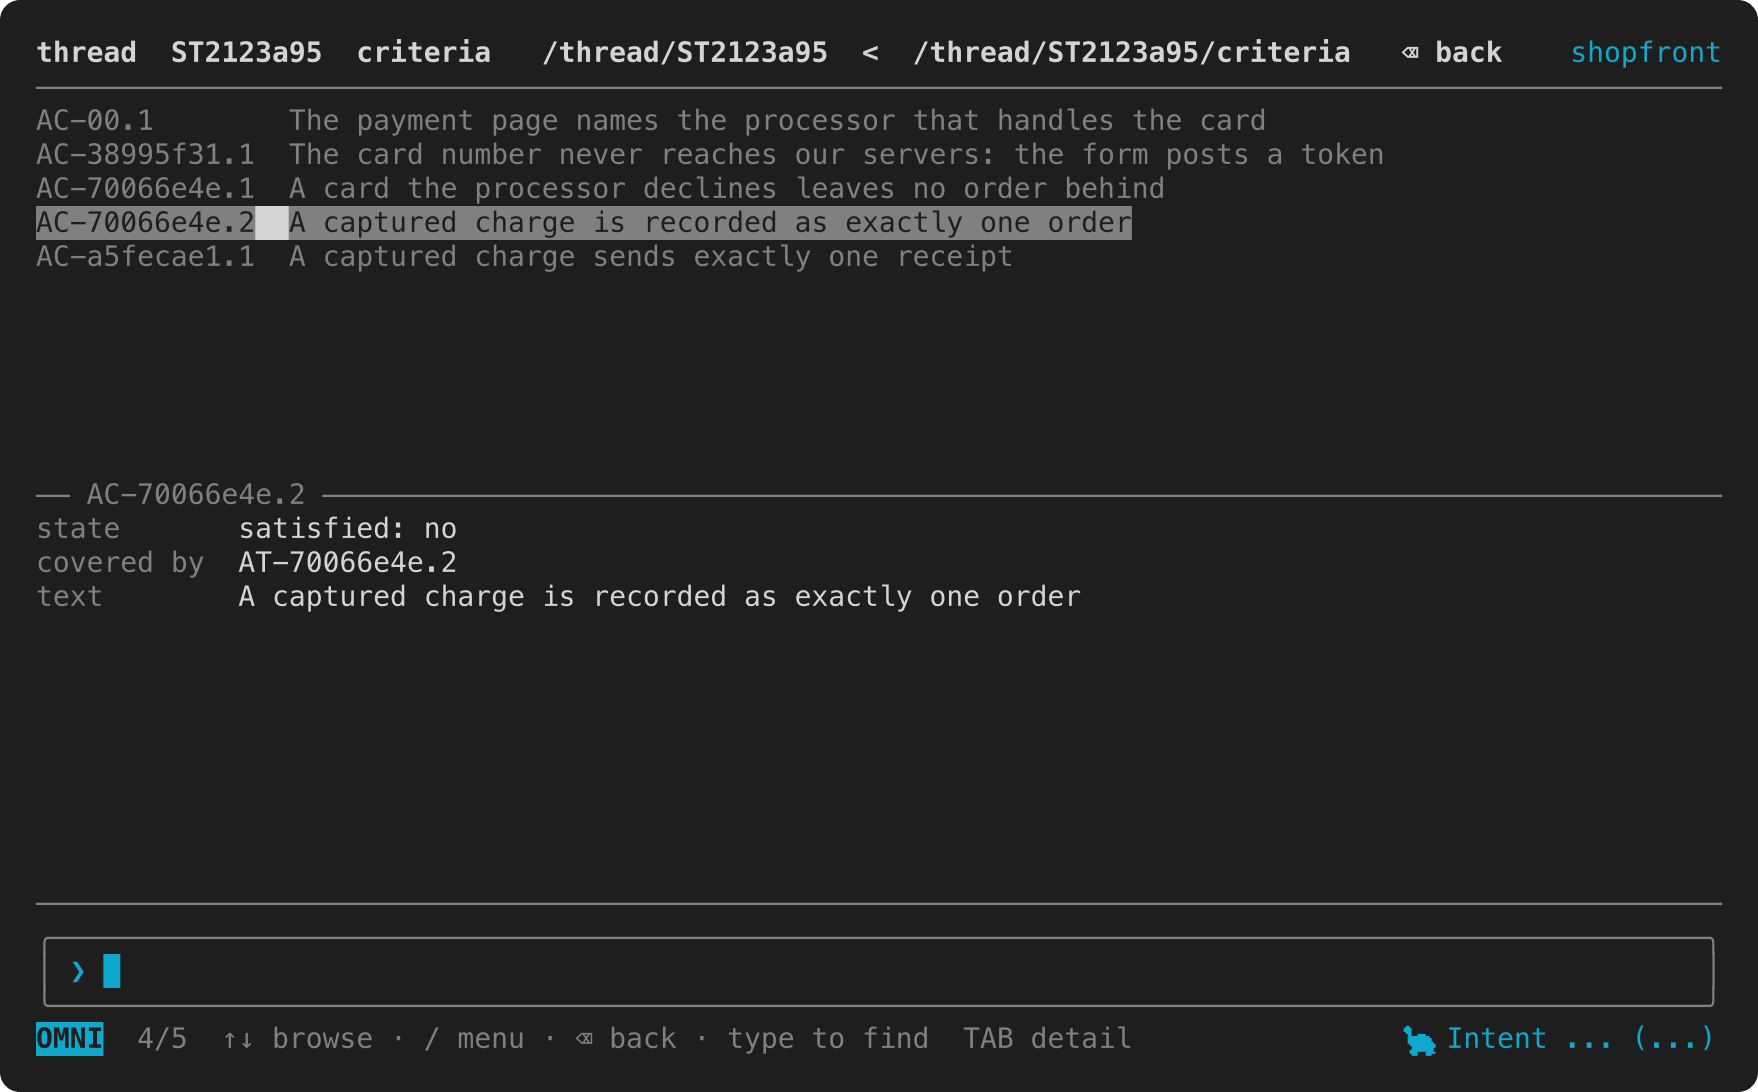 thread  ST2123a95  criteria   /thread/ST2123a95  <  /thread/ST2123a95/criteria   ⌫ back    shopfront
AC-00.1        The payment page names the processor that handles the card
AC-38995f31.1  The card number never reaches our servers: the form posts a token
AC-70066e4e.1  A card the processor declines leaves no order behind
AC-70066e4e.2  A captured charge is recorded as exactly one order
AC-a5fecae1.1  A captured charge sends exactly one receipt
── AC-70066e4e.2 ──
state       satisfied: no
covered by  AT-70066e4e.2
text        A captured charge is recorded as exactly one order
❯
OMNI  4/5  ↑↓ browse · / menu · ⌫ back · type to find  TAB detail    Intent ... (...)